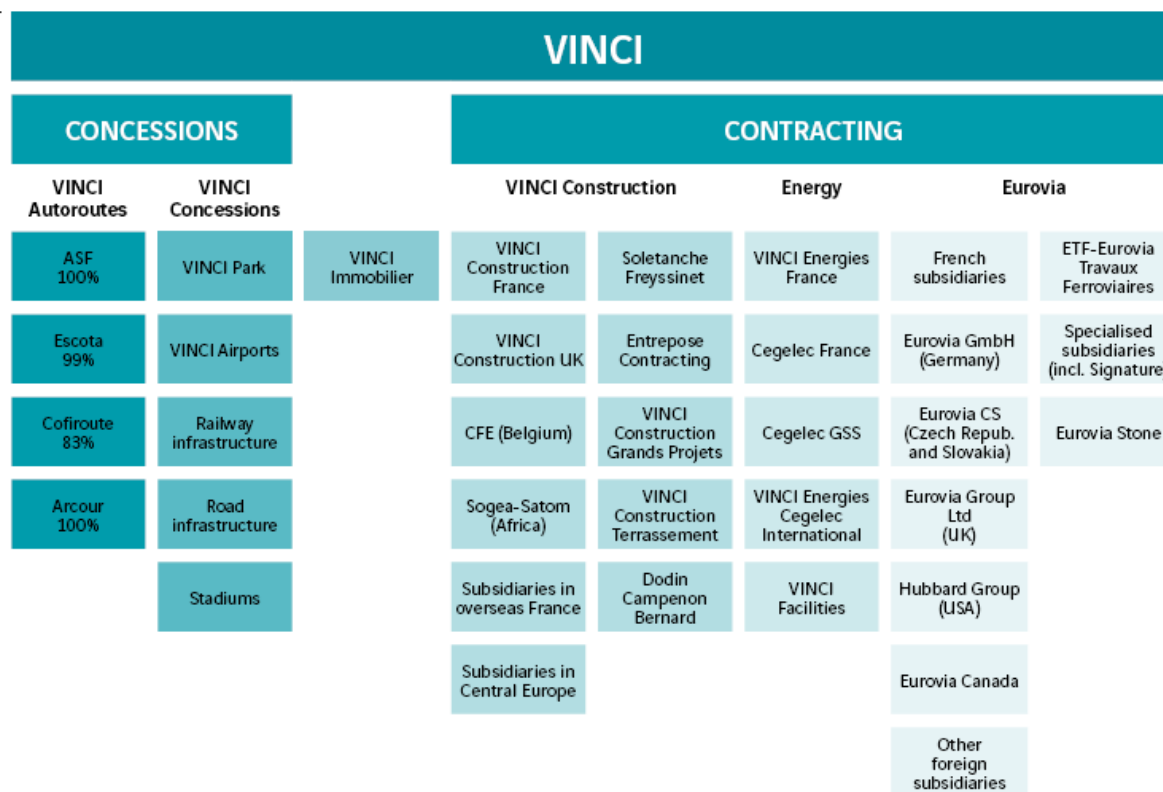 VINCI
CONCESSIONS
CONTRACTING
VINCI
Autoroutes
VINCI
Concessions
VINCI Construction
Energy
Eurovia
ASF
100%
Escota
99%
Cofiroute
83%
Arcour
100%
VINCI Park
VINCI Airports
Railway
infrastructure
Road
infrastructure
Stadiums
VINCI
Immobilier
VINCI
Construction
France
VINCI
Construction UK
CFE (Belgium)
Sogea-Satom
(Africa)
Subsidiaries in
overseas France
Subsidiaries in
Central Europe
Soletanche
Freyssinet
Entrepose
Contracting
VINCI
Construction
Grands Projets
VINCI
Construction
Terrassement
Dodin
Campenon
Bernard
VINCI Energies
France
Cegelec France
Cegelec GSS
VINCI Energies
Cegelec
International
VINCI
Facilities
French
subsidiaries
Eurovia GmbH
(Germany)
Eurovia CS
(Czech Repub.
and Slovakia)
Eurovia Group
Ltd
(UK)
Hubbard Group
(USA)
Eurovia Canada
Other
foreign
subsidiaries
ETF-Eurovia
Travaux
Ferroviaires
Specialised
subsidiaries
(incl. Signature)
Eurovia Stone